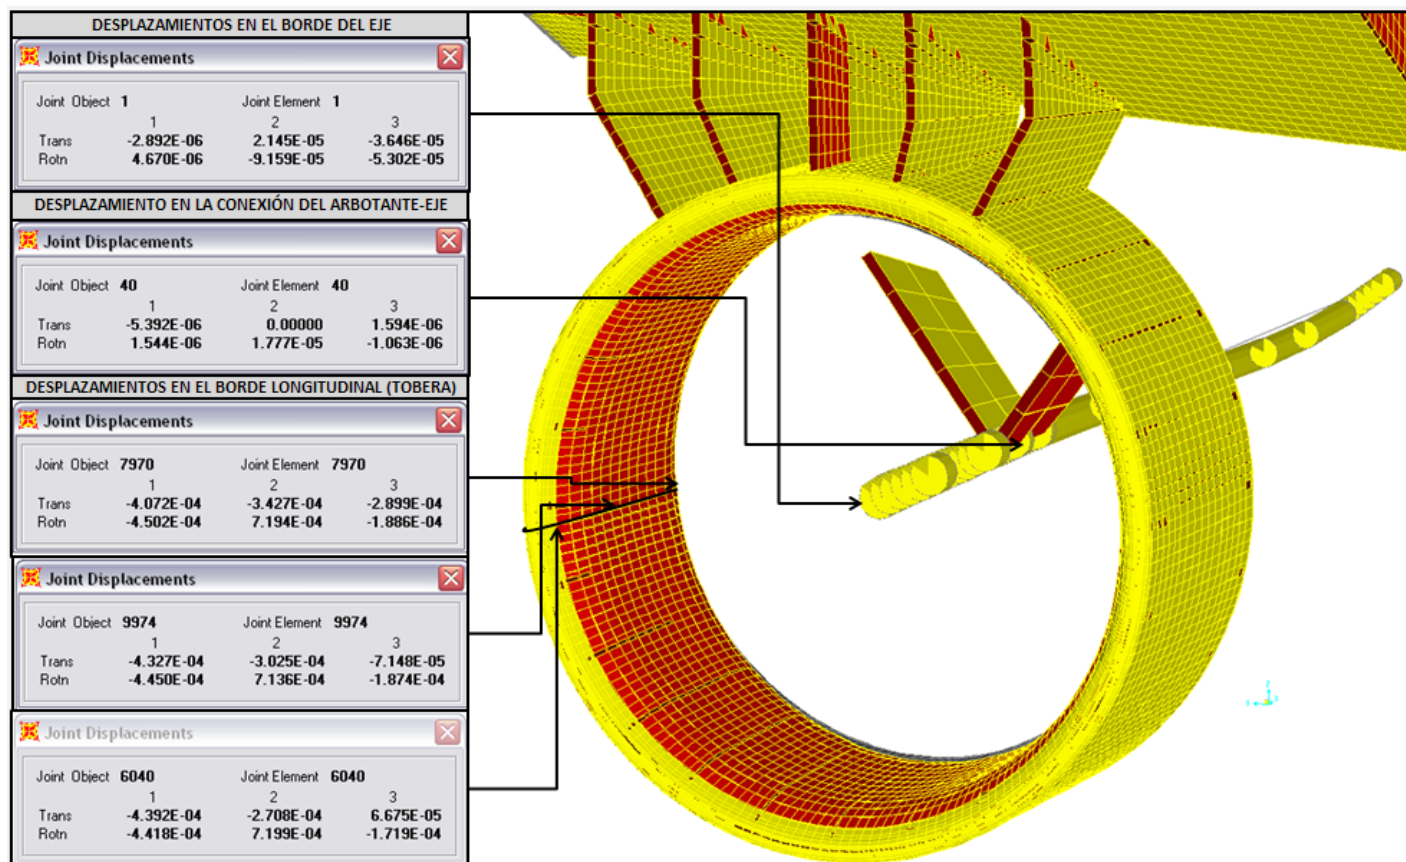 DESPLAZAMIENTOS EN EL BORDE DEL EJE
Joint Displacements
Joint Object 1 Joint Element 1
1 2 3
Trans -2.892E-06 2.145E-05 -3.646E-05
Rotn 4.670E-06 -9.159E-05 -5.302E-05
DESPLAZAMIENTO EN LA CONEXIÓN DEL ARBOTANTE-EJE
Joint Displacements
Joint Object 40 Joint Element 40
1 2 3
Trans -5.392E-06 0.00000 1.594E-06
Rotn 1.544E-06 1.777E-05 -1.063E-06
DESPLAZAMIENTOS EN EL BORDE LONGITUDINAL (TOBERA)
Joint Displacements
Joint Object 7970 Joint Element 7970
1 2 3
Trans -4.072E-04 -3.427E-04 -2.899E-04
Rotn -4.502E-04 7.194E-04 -1.886E-04
Joint Displacements
Joint Object 9974 Joint Element 9974
1 2 3
Trans -4.327E-04 -3.025E-04 -7.148E-05
Rotn -4.450E-04 7.136E-04 -1.874E-04
Joint Displacements
Joint Object 6040 Joint Element 6040
1 2 3
Trans -4.392E-04 -2.708E-04 6.675E-05
Rotn -4.418E-04 7.199E-04 -1.719E-04